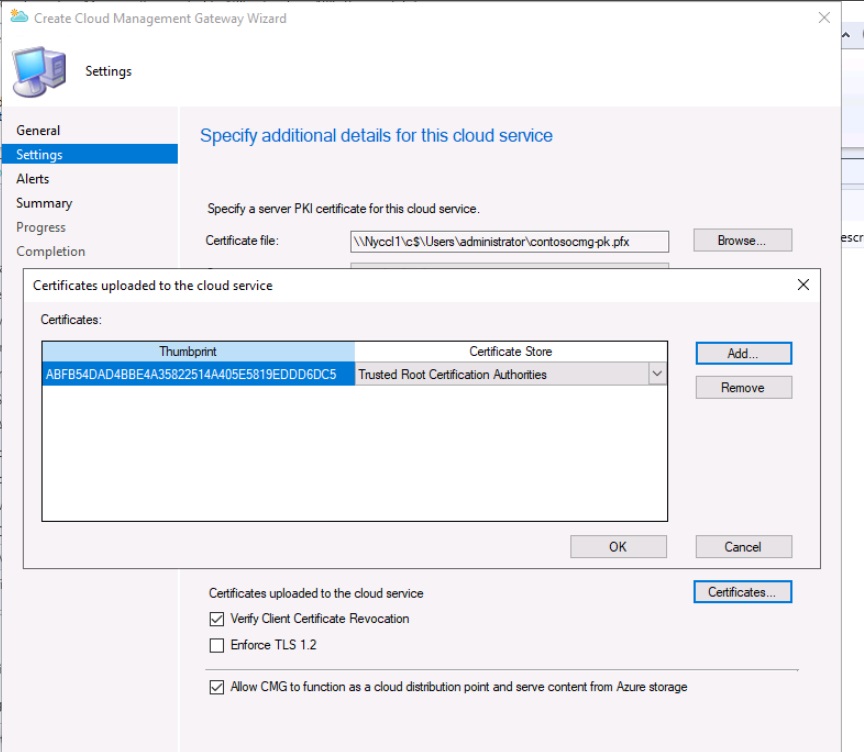 Create Cloud Management Gateway Wizard
Settings
General
Settings
Alerts
Summary
Progress
Completion
Specify additional details for this cloud service
Specify a server PKI certificate for this cloud service.
Certificate file:
\\Nyccl1\c$\Users\administrator\contosocmg-pk.pfx
Browse...
escr
Certificates uploaded to the cloud service
Certificates:
Thumbprint Certificate Store
ABFB54DAD4BBE4A35822514A405E5819EDDD6DC5 Trusted Root Certification Authorities
Add...
Remove
OK
Cancel
Certificates uploaded to the cloud service
Certificates...
Verify Client Certificate Revocation
Enforce TLS 1.2
Allow CMG to function as a cloud distribution point and serve content from Azure storage